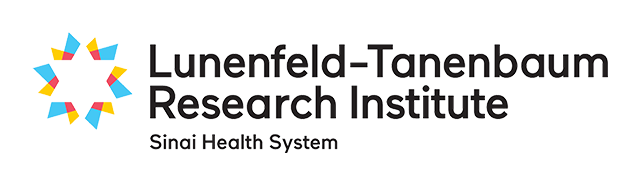 Lunenfeld-Tanenbaum
Research Institute
Sinai Health System